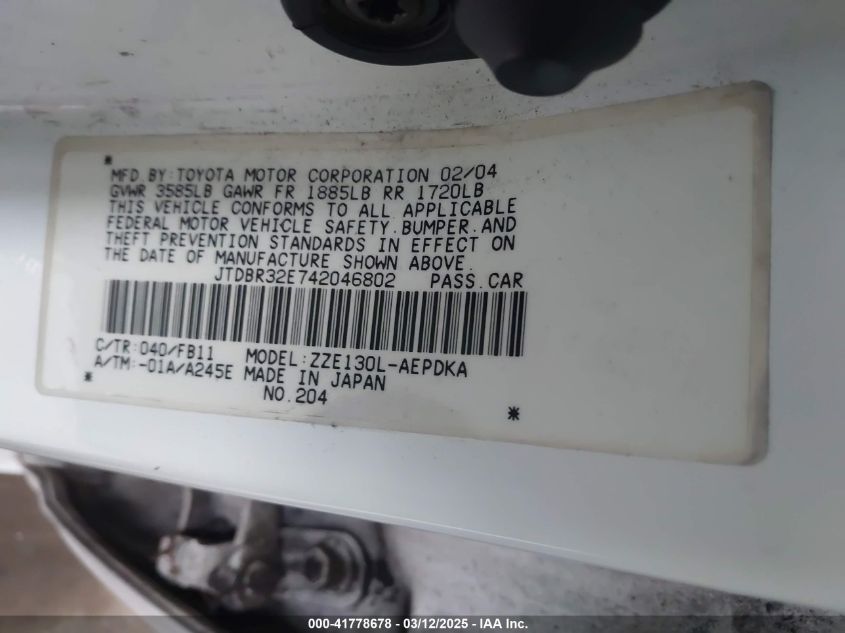 MFD.BY:TOYOTA MOTOR CORPORATION 02/04
GVWR 3585LB GAWR FR 1885LB RR 1720LB
THIS VEHICLE CONFORMS TO ALL APPLICABLE
FEDERAL MOTOR VEHICLE SAFETY.BUMPER.AND
THEFT PREVENTION STANDARDS IN EFFECT ON
THE DATE OF MANUFACTURE SHOWN ABOVE.
JTDBR32E742046802 PASS.CAR
C/TR:040/FB11 MODEL:ZZE130L-AEPDKA
A/TM:-01A/A245E MADE IN JAPAN
NO.204
000-41778678 - 03/12/2025 - IAA Inc.